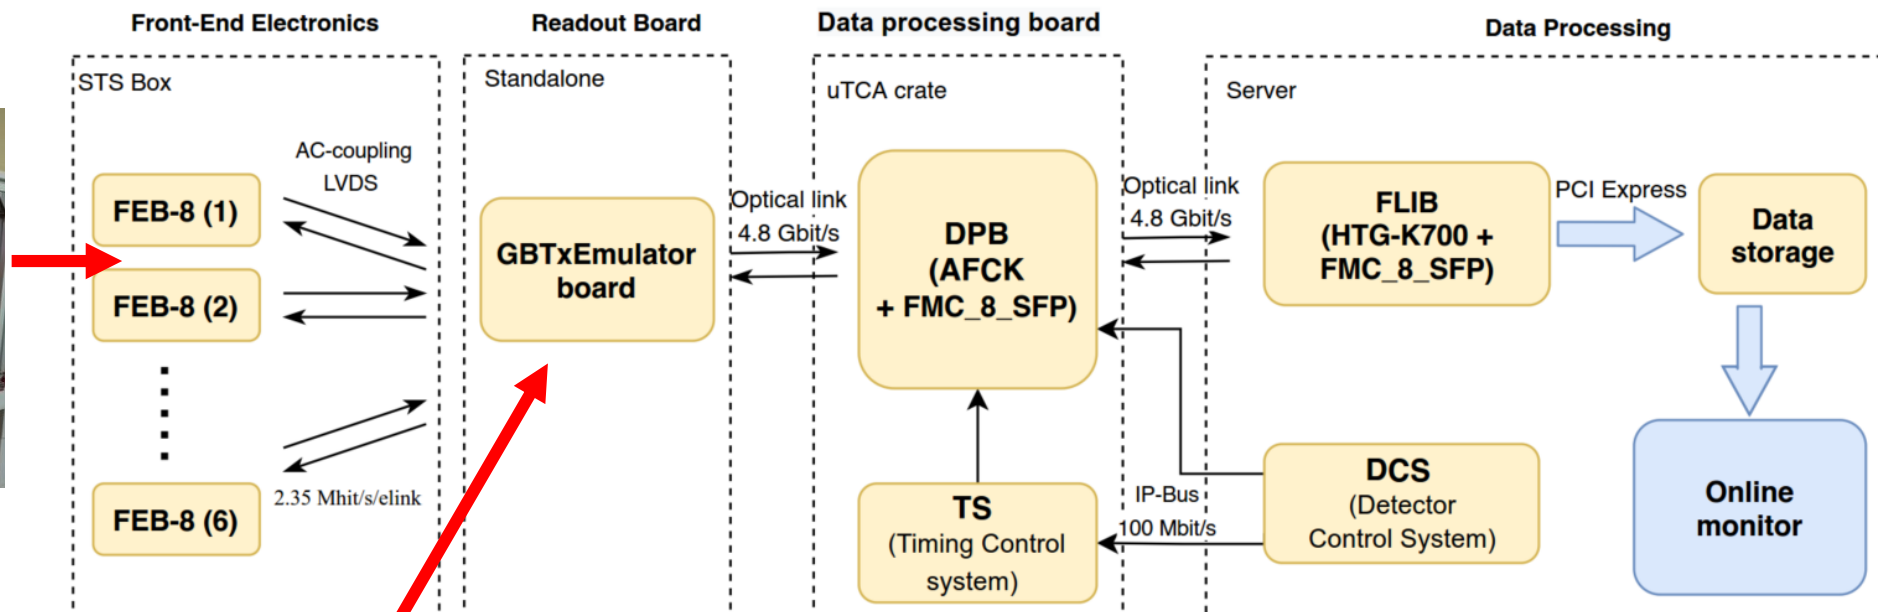 Front-End Electronics
Readout Board
Data processing board
Data Processing
STS Box
Standalone
uTCA crate
Server
AC-coupling
LVDS
FEB-8 (1)
FEB-8 (2)
FEB-8 (6)
2.35 Mhit/s/elink
GBTxEmulator
board
Optical link
4.8 Gbit/s
DPB
(AFCK
+ FMC_8_SFP)
TS
(Timing Control
system)
Optical link
4.8 Gbit/s
IP-Bus
100 Mbit/s
FLIB
(HTG-K700 +
FMC_8_SFP)
DCS
(Detector
Control System)
PCI Express
Data
storage
Online
monitor